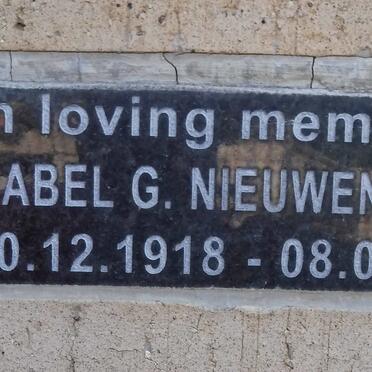 n loving mem
ABEL G. NIEUWEN
0.12.1918 - 08.0